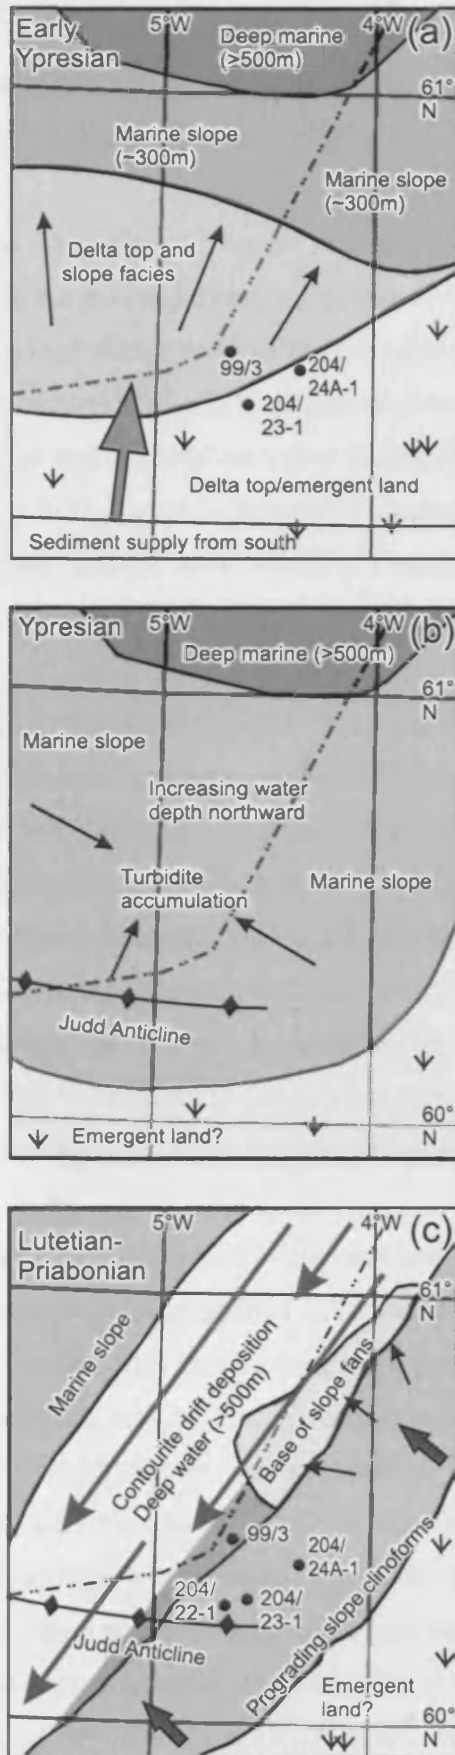 Early
Ypresian
5°W
4°W
(a)
Deep marine
(>500m)
61°
N
Marine slope
(~300m)
Marine slope
(~300m)
Delta top and
slope facies
99/3
204/
24A-1
204/
23-1
Delta top/emergent land
Sediment supply from south
Ypresian
5°W
4°W
(b)
Deep marine (>500m)
61°
N
Marine slope
Increasing water
depth northward
Marine slope
Turbidite
accumulation
Judd Anticline
60°
N
Emergent land?
5°W
4°W
(c)
Lutetian-
Priabonian
61°
N
Marine slope
Contourite drift deposition
Deep water (>500m)
Base of slope fans
99/3
204/
24A-1
204/
22-1
204/
23-1
Judd Anticline
Prograding slope clinoforms
Emergent
land?
60°
N